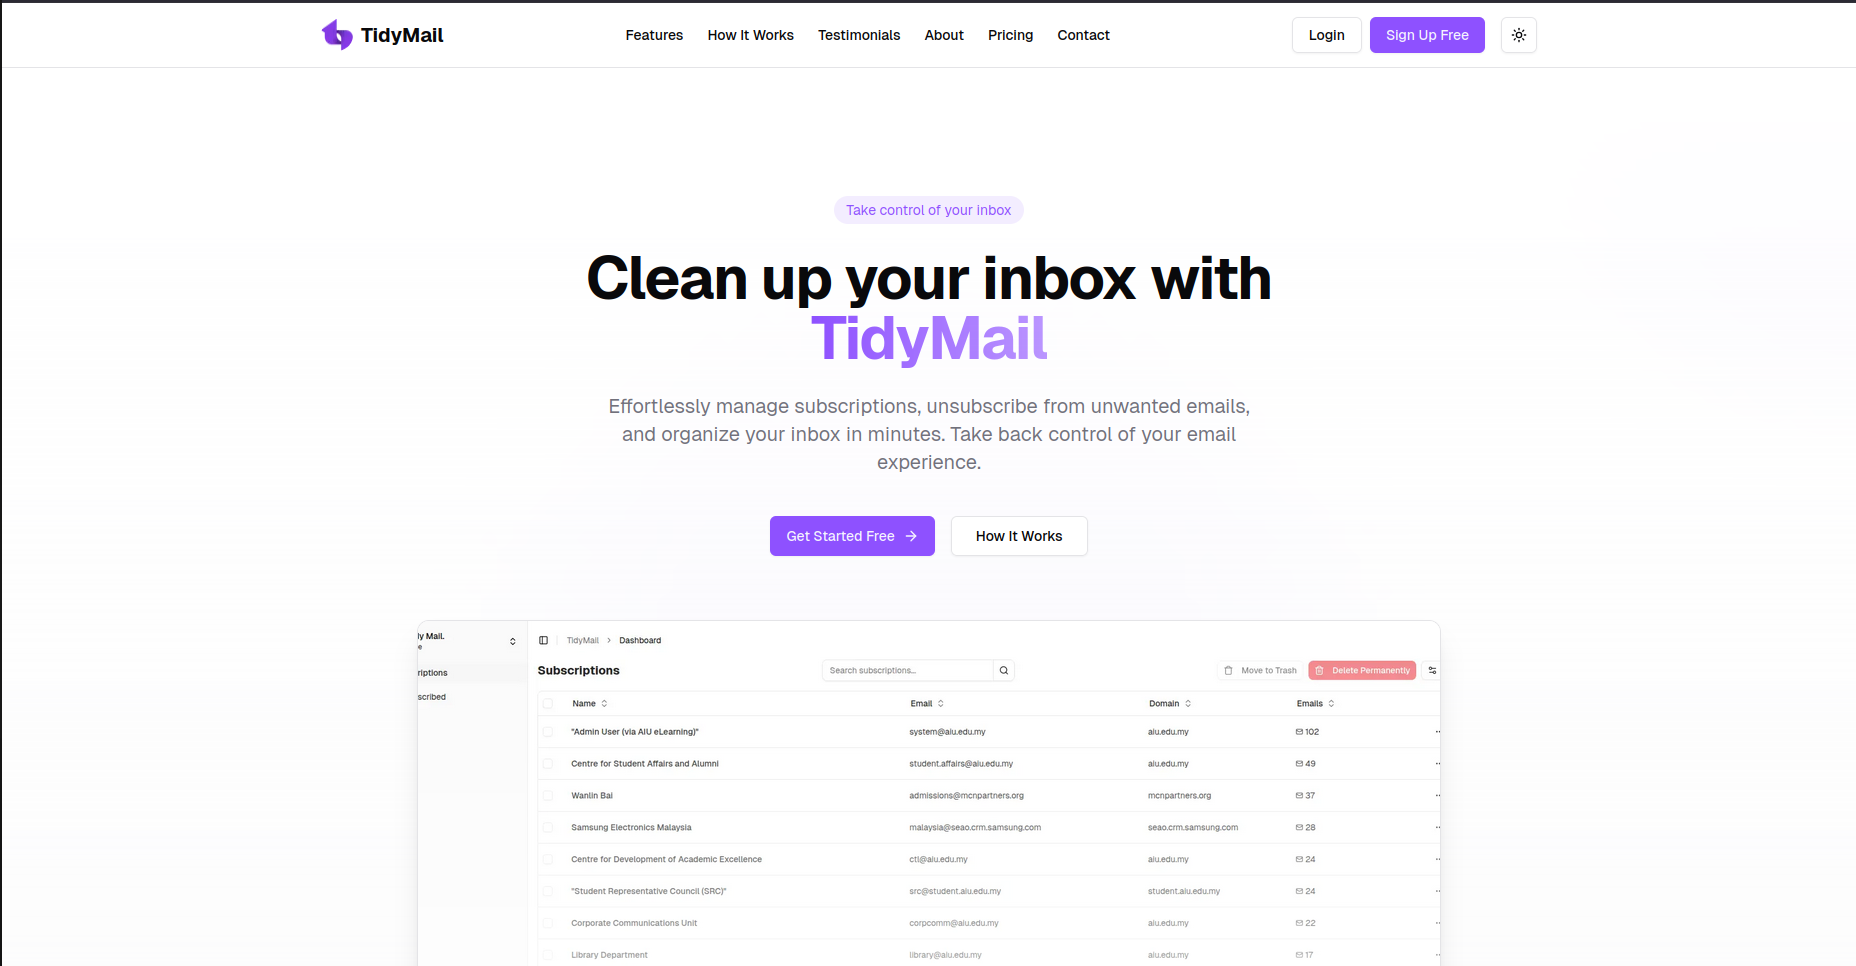 TidyMail
Features How It Works Testimonials About Pricing Contact
Login Sign Up Free
Take control of your inbox
Clean up your inbox with
TidyMail
Effortlessly manage subscriptions, unsubscribe from unwanted emails,
and organize your inbox in minutes. Take back control of your email
experience.
Get Started Free How It Works
ly Mail.
e
riptions
scribed
TidyMail > Dashboard
Subscriptions Search subscriptions... Move to Trash Delete Permanently
Name Email Domain Emails
"Admin User (via AIU eLearning)" system@aiu.edu.my aiu.edu.my 102
Centre for Student Affairs and Alumni student.affairs@aiu.edu.my aiu.edu.my 49
Wanlin Bai admissions@mcnpartners.org mcnpartners.org 37
Samsung Electronics Malaysia malaysia@seao.crm.samsung.com seao.crm.samsung.com 28
Centre for Development of Academic Excellence ctl@aiu.edu.my aiu.edu.my 24
"Student Representative Council (SRC)" src@student.aiu.edu.my student.aiu.edu.my 24
Corporate Communications Unit corpcomm@aiu.edu.my aiu.edu.my 22
Library Department library@aiu.edu.my aiu.edu.my 17